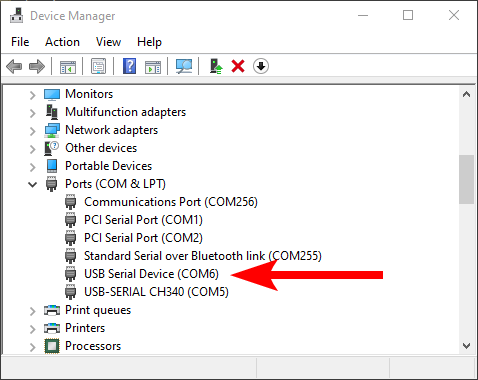 Device Manager
File Action View Help
Monitors
Multifunction adapters
Network adapters
Other devices
Portable Devices
Ports (COM & LPT)
Communications Port (COM256)
PCI Serial Port (COM1)
PCI Serial Port (COM2)
Standard Serial over Bluetooth link (COM255)
USB Serial Device (COM6)
USB-SERIAL CH340 (COM5)
Print queues
Printers
Processors